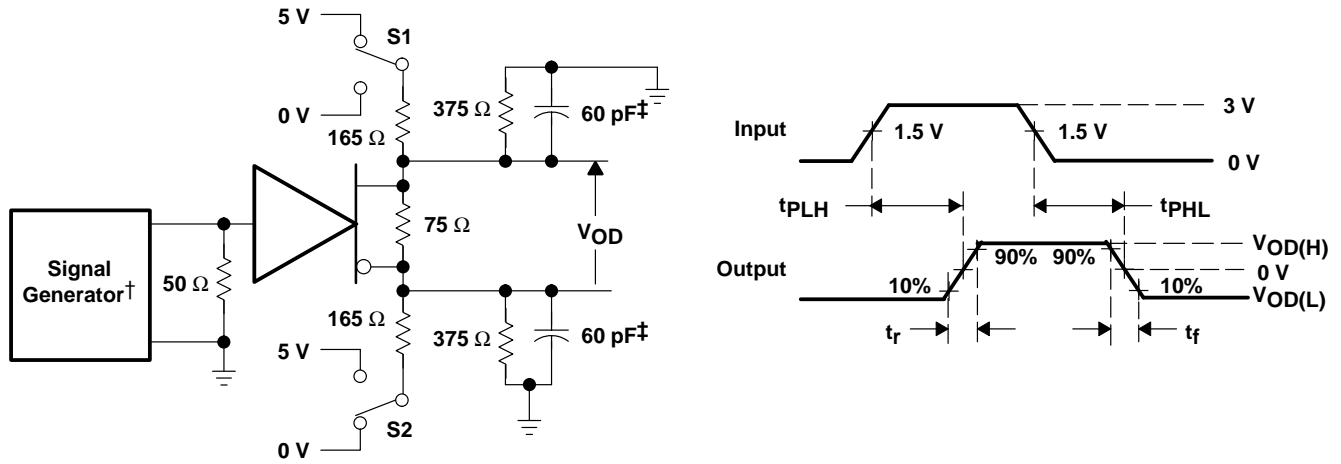 5 V
S1
0 V
165 Ω
375 Ω
60 pF‡
Signal
Generator†
50 Ω
75 Ω
VOD
165 Ω
375 Ω
60 pF‡
5 V
S2
0 V
Input
1.5 V
1.5 V
3 V
0 V
tPLH
tPHL
Output
10%
90%
90%
10%
VOD(H)
0 V
VOD(L)
tr
tf